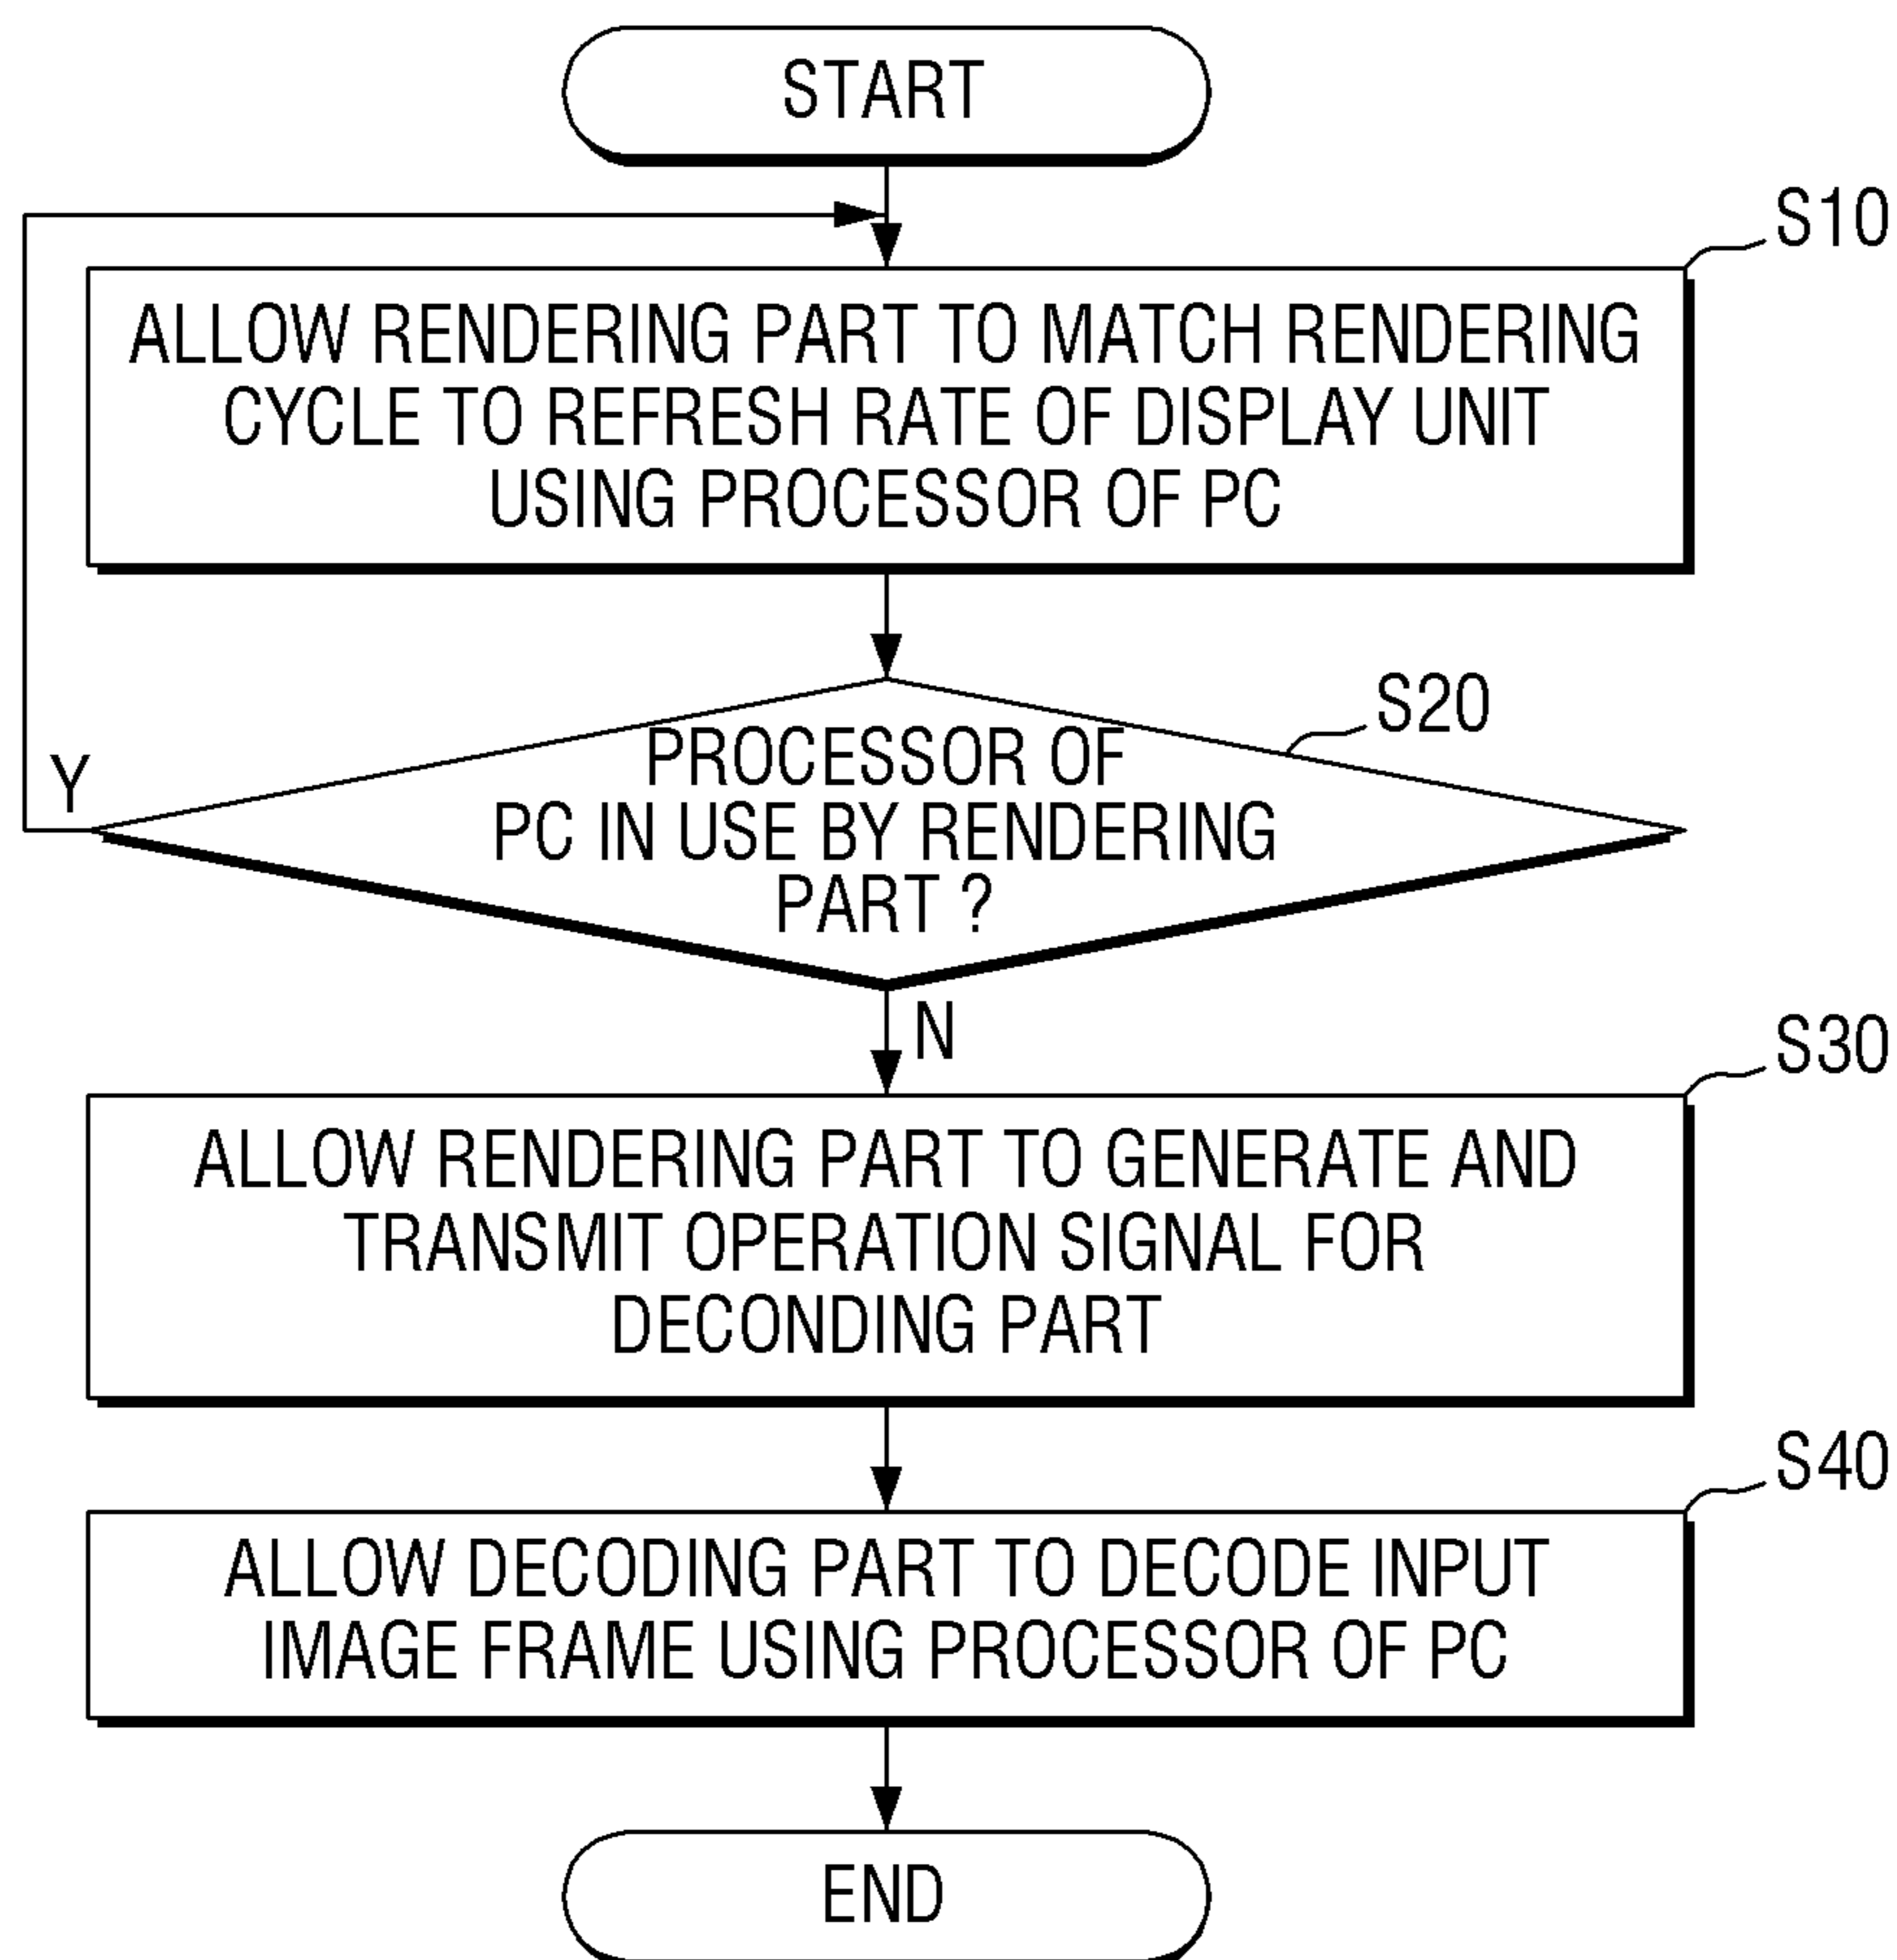 START
S10
ALLOW RENDERING PART TO MATCH RENDERING
CYCLE TO REFRESH RATE OF DISPLAY UNIT
USING PROCESSOR OF PC
S20
PROCESSOR OF
PC IN USE BY RENDERING
PART ?
Y
N
S30
ALLOW RENDERING PART TO GENERATE AND
TRANSMIT OPERATION SIGNAL FOR
DECONDING PART
S40
ALLOW DECODING PART TO DECODE INPUT
IMAGE FRAME USING PROCESSOR OF PC
END